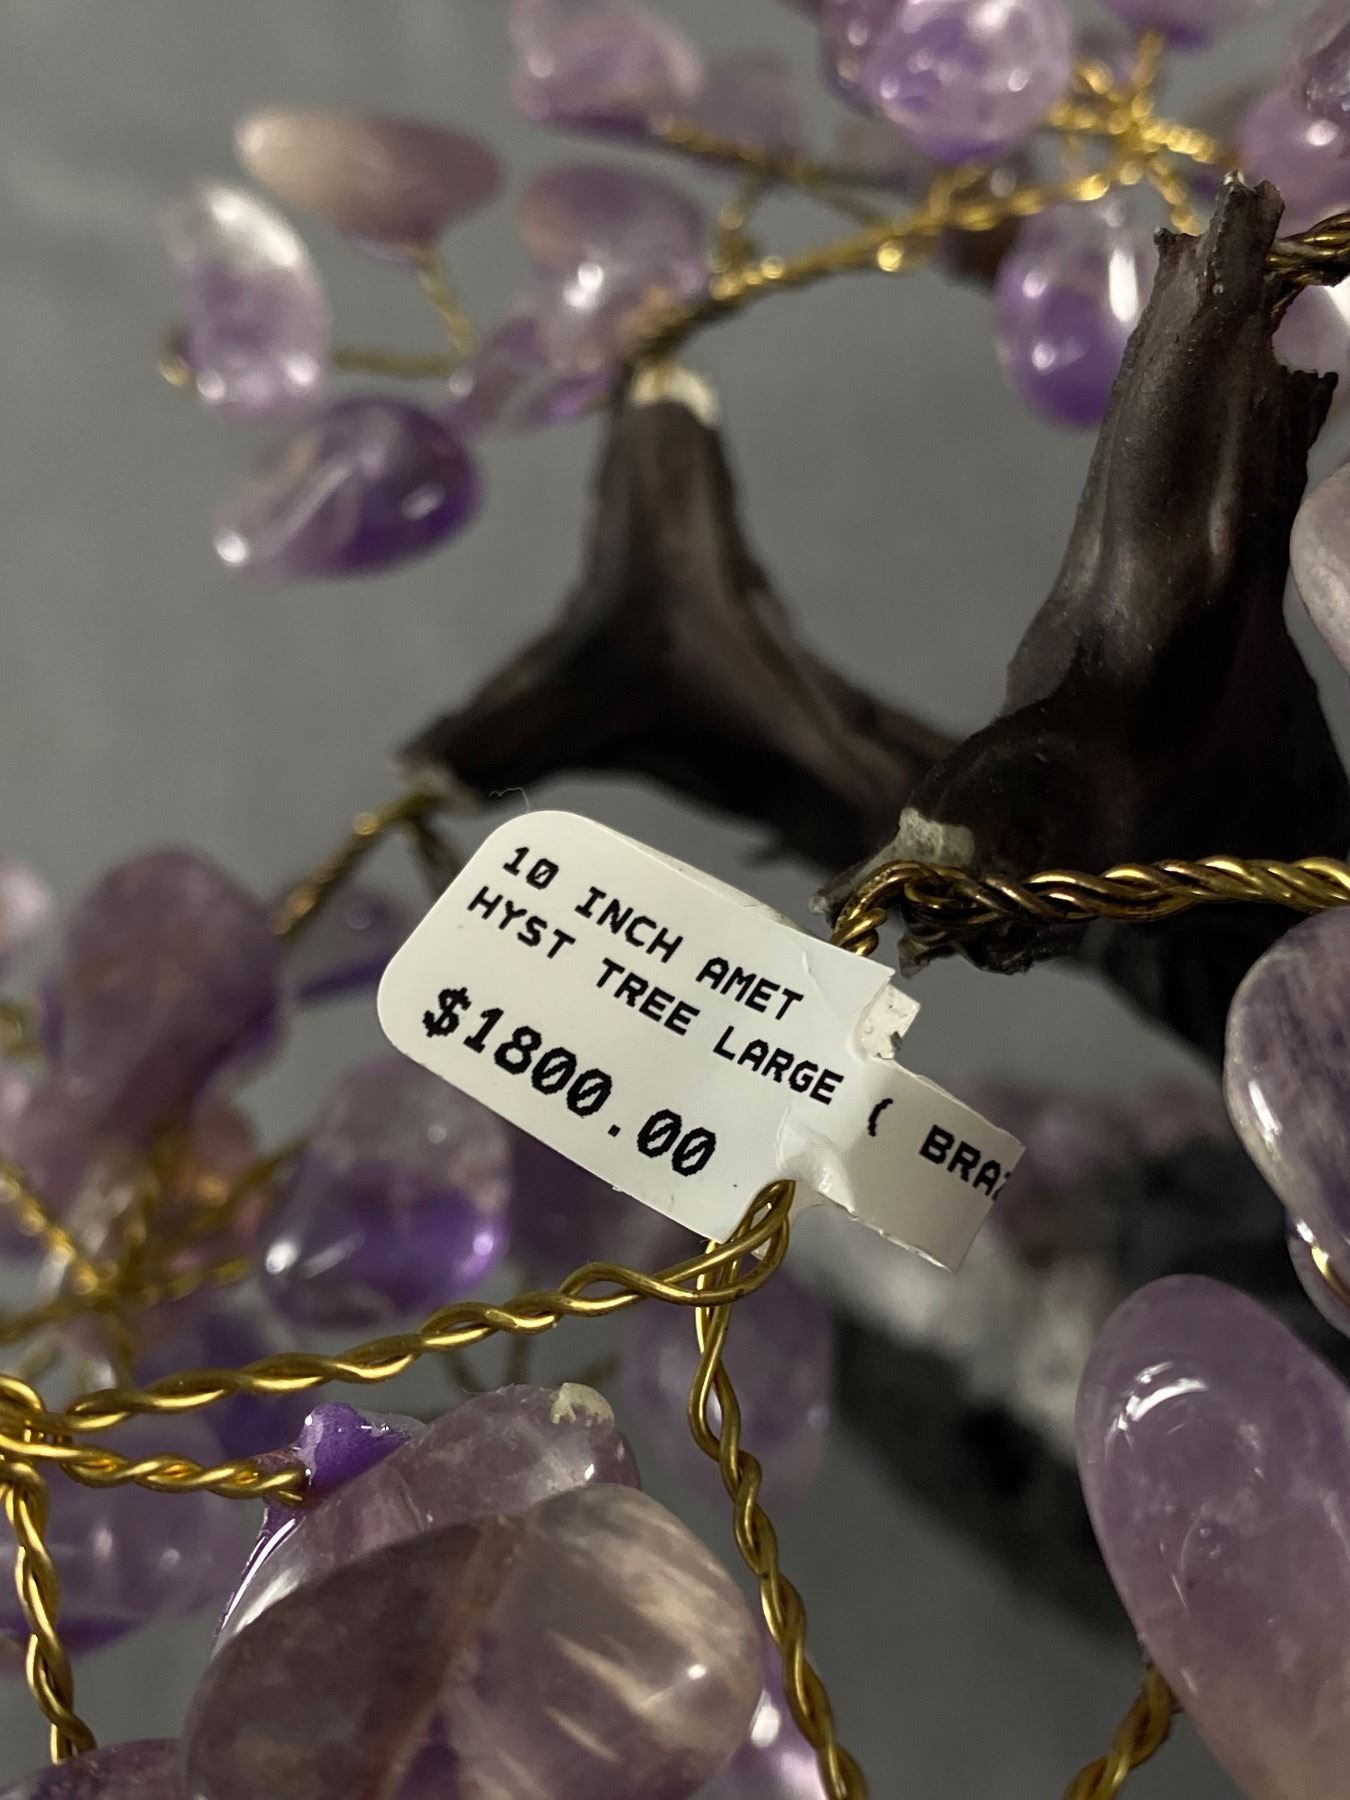 10 INCH AMET
HYST TREE LARGE ( BRA
$1800.00